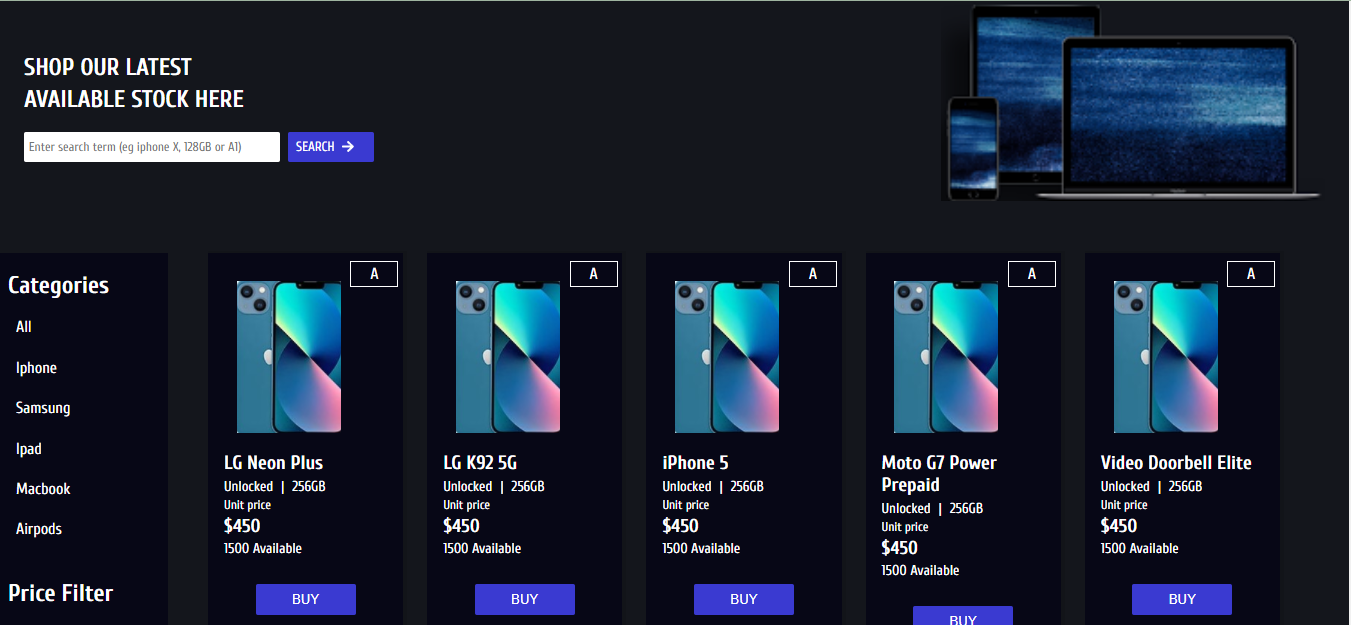 SHOP OUR LATEST
AVAILABLE STOCK HERE
Enter search term (eg iphone X, 128GB or A1)
SEARCH →
Categories
All
Iphone
Samsung
Ipad
Macbook
Airpods
Price Filter
A
LG Neon Plus
Unlocked | 256GB
Unit price
$450
1500 Available
BUY
A
LG K92 5G
Unlocked | 256GB
Unit price
$450
1500 Available
BUY
A
iPhone 5
Unlocked | 256GB
Unit price
$450
1500 Available
BUY
A
Moto G7 Power
Prepaid
Unlocked | 256GB
Unit price
$450
1500 Available
BUY
A
Video Doorbell Elite
Unlocked | 256GB
Unit price
$450
1500 Available
BUY